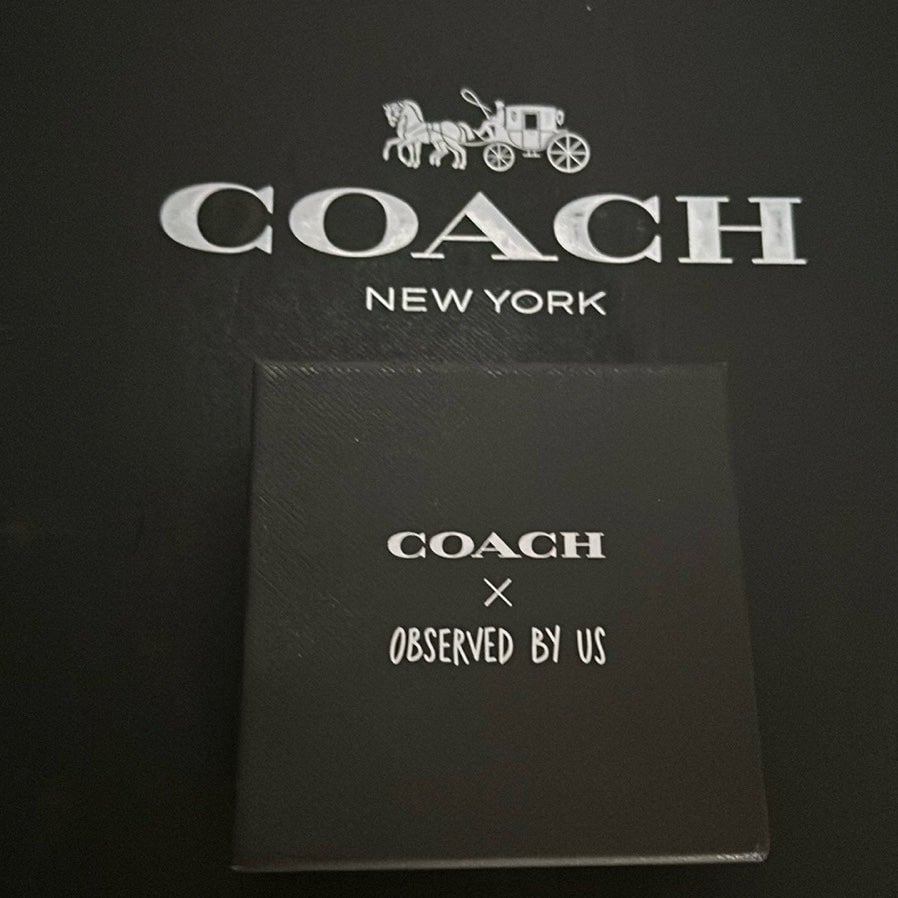 COACH
NEW YORK
COACH
×
OBSERVED BY US